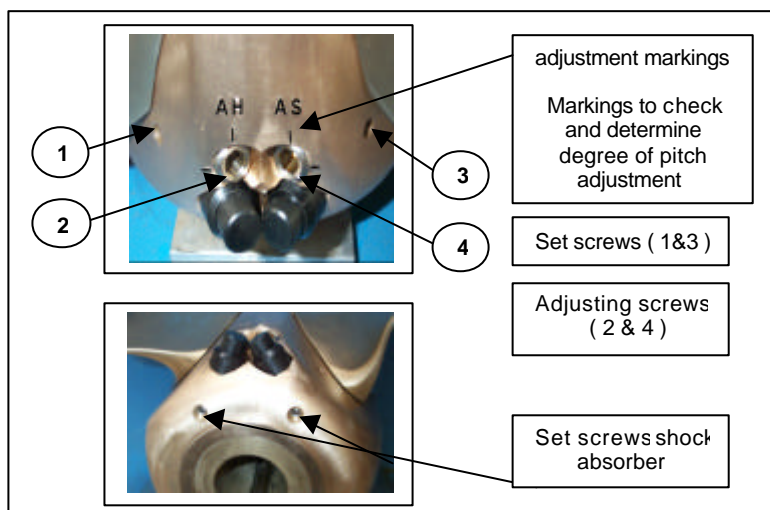 adjustment markings
Markings to check
and determine
degree of pitch
adjustment
AH AS
1
3
2
4
Set screws ( 1&3 )
Adjusting screws
( 2 & 4 )
Set screws shock
absorber